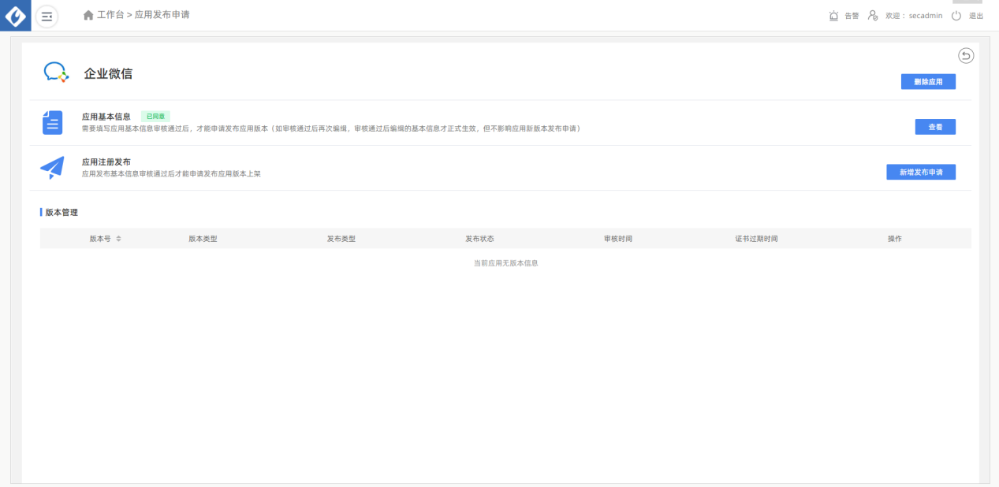 工作台 > 应用发布申请
告警 欢迎：secadmin 退出
企业微信
删除应用
应用基本信息 已同意
需要填写应用基本信息审核通过后，才能申请发布应用版本（如审核通过后再次编缉，审核通过后编缉的基本信息才正式生效，但不影响应用新版本发布申请）
查看
应用注册发布
应用发布基本信息审核通过后才能申请发布应用版本上架
新增发布申请
版本管理
版本号 版本类型 发布类型 发布状态 审核时间 证书过期时间 操作
当前应用无版本信息